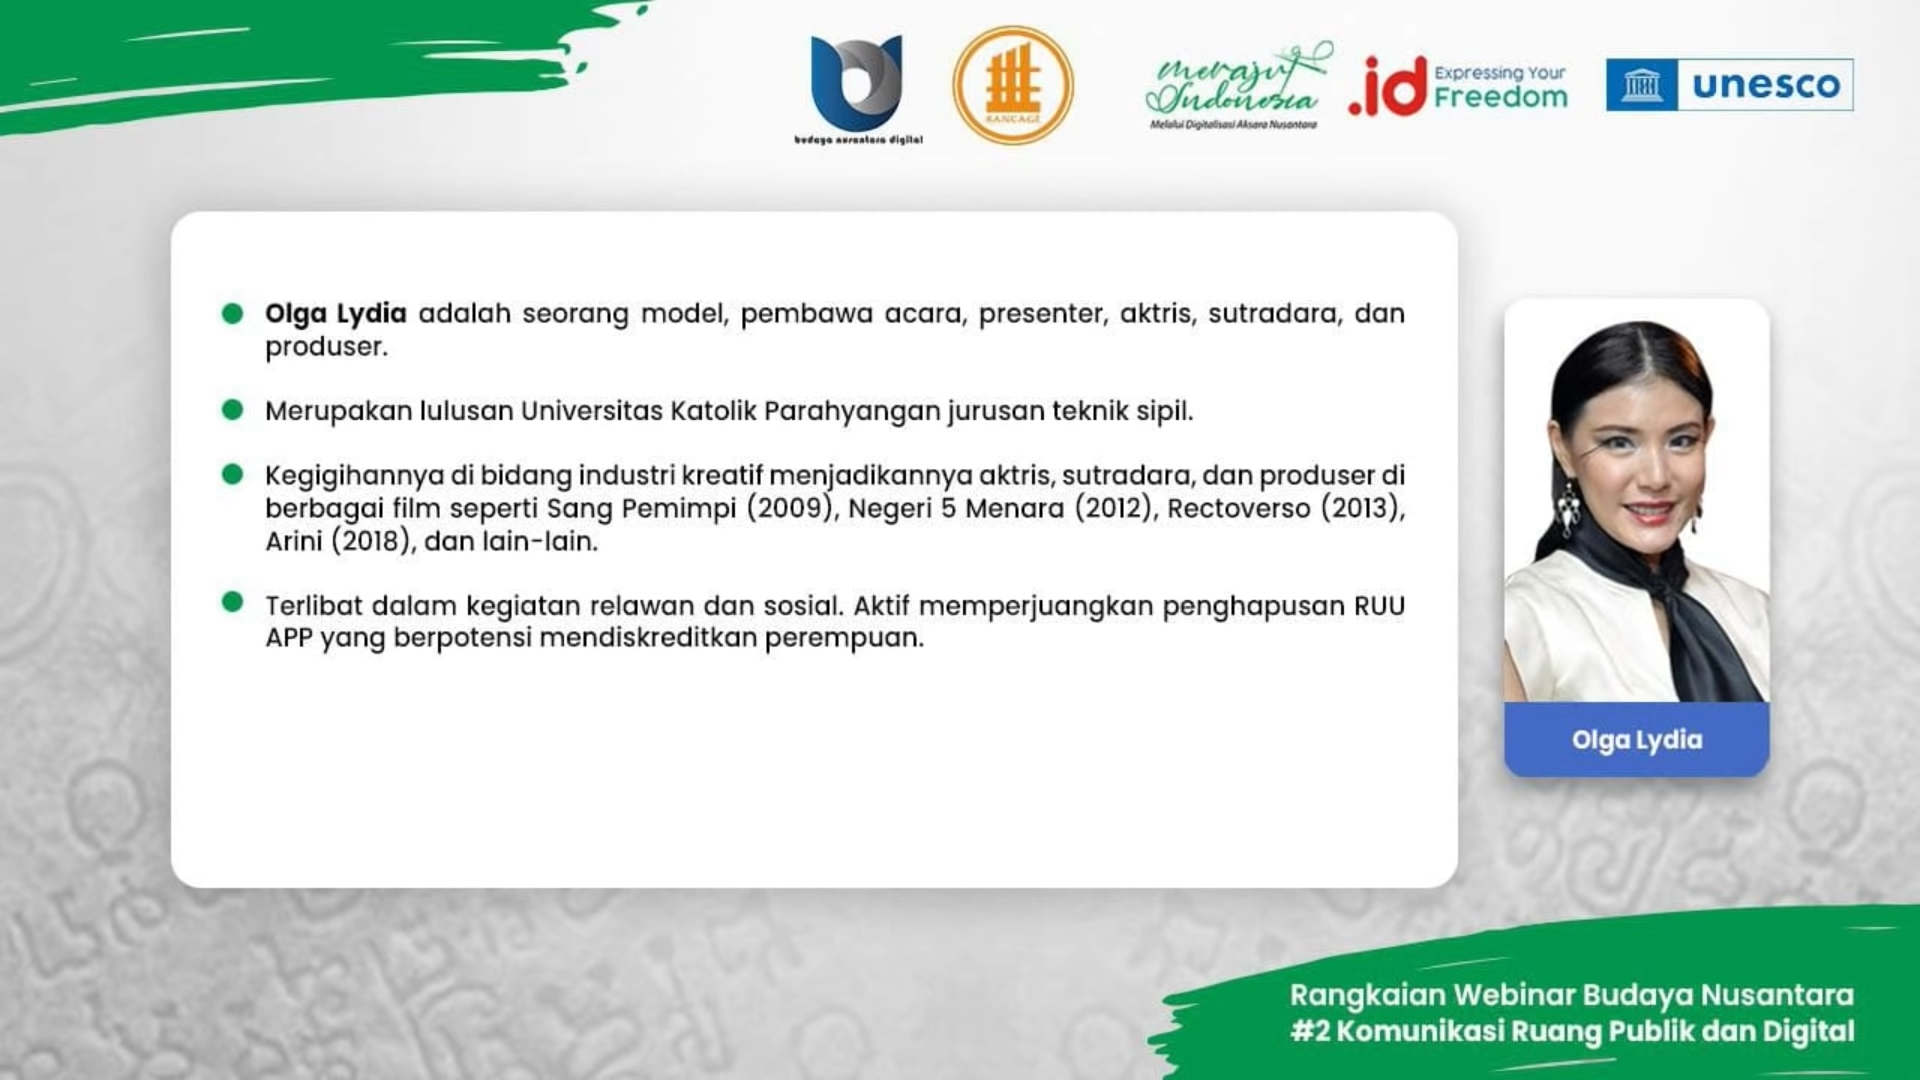 budaya nusantara digital
RANCAGE
merajut
Indonesia
Melalui Digitalisasi Aksara Nusantara
.id Expressing Your
Freedom
unesco
Olga Lydia adalah seorang model, pembawa acara, presenter, aktris, sutradara, dan
produser.
Merupakan lulusan Universitas Katolik Parahyangan jurusan teknik sipil.
Kegigihannya di bidang industri kreatif menjadikannya aktris, sutradara, dan produser di
berbagai film seperti Sang Pemimpi (2009), Negeri 5 Menara (2012), Rectoverso (2013),
Arini (2018), dan lain-lain.
Terlibat dalam kegiatan relawan dan sosial. Aktif memperjuangkan penghapusan RUU
APP yang berpotensi mendiskreditkan perempuan.
Olga Lydia
Rangkaian Webinar Budaya Nusantara
#2 Komunikasi Ruang Publik dan Digital